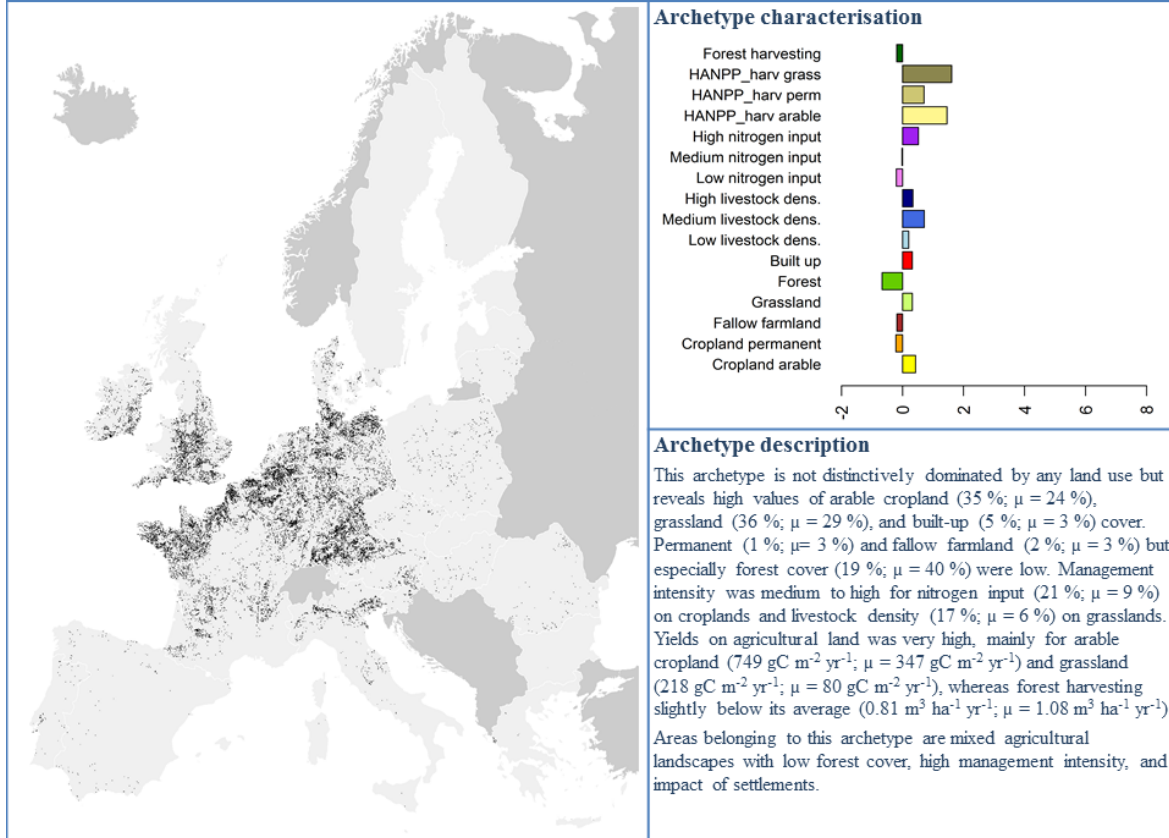 Archetype characterisation
Forest harvesting
HANPP_harv grass
HANPP_harv perm
HANPP_harv arable
High nitrogen input
Medium nitrogen input
Low nitrogen input
High livestock dens.
Medium livestock dens.
Low livestock dens.
Built up
Forest
Grassland
Fallow farmland
Cropland permanent
Cropland arable
-2 0 2 4 6 8
Archetype description
This archetype is not distinctively dominated by any land use but
reveals high values of arable cropland (35 %; μ = 24 %),
grassland (36 %; μ = 29 %), and built-up (5 %; μ = 3 %) cover.
Permanent (1 %; μ= 3 %) and fallow farmland (2 %; μ = 3 %) but
especially forest cover (19 %; μ = 40 %) were low. Management
intensity was medium to high for nitrogen input (21 %; μ = 9 %)
on croplands and livestock density (17 %; μ = 6 %) on grasslands.
Yields on agricultural land was very high, mainly for arable
cropland (749 gC m⁻² yr⁻¹; μ = 347 gC m⁻² yr⁻¹) and grassland
(218 gC m⁻² yr⁻¹; μ = 80 gC m⁻² yr⁻¹), whereas forest harvesting
slightly below its average (0.81 m³ ha⁻¹ yr⁻¹; μ = 1.08 m³ ha⁻¹ yr⁻¹)
Areas belonging to this archetype are mixed agricultural
landscapes with low forest cover, high management intensity, and
impact of settlements.